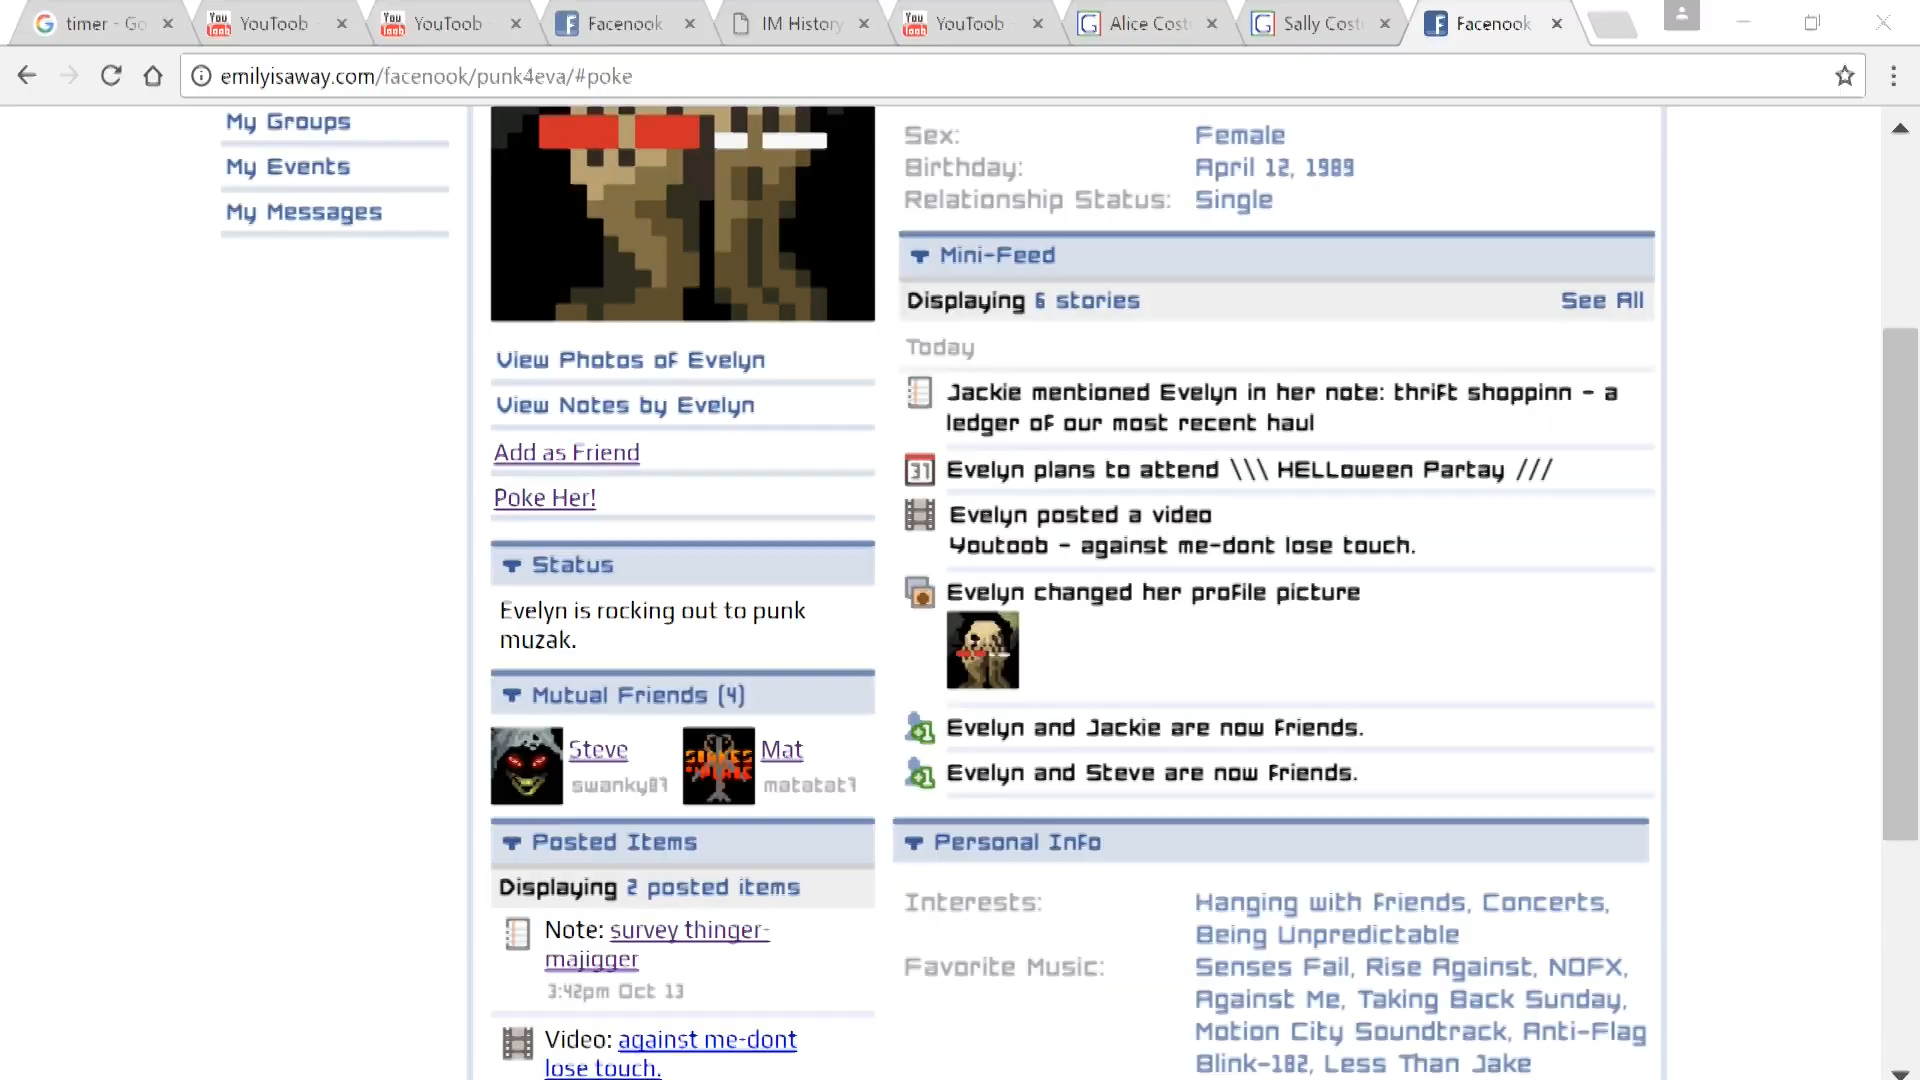 timer - Go
YouToob
YouToob
Facenook
IM History
YouToob
Alice Cost
Sally Cost
Facenook
emilyisaway.com/facenook/punk4eva/#poke
My Groups
My Events
My Messages
Sex: Female
Birthday: April 12, 1989
Relationship Status: Single
Mini-Feed
Displaying 6 stories See All
Today
Jackie mentioned Evelyn in her note: thrift shoppinn - a
ledger of our most recent haul
31 Evelyn plans to attend \\\ HELLoween Partay ///
Evelyn posted a video
Youtoob - against me-dont lose touch.
Evelyn changed her profile picture
Evelyn and Jackie are now friends.
Evelyn and Steve are now friends.
View Photos of Evelyn
View Notes by Evelyn
Add as Friend
Poke Her!
Status
Evelyn is rocking out to punk
muzak.
Mutual Friends (4)
Steve
swanky87
Mat
matatat7
Posted Items
Displaying 2 posted items
Note: survey thinger-
majigger
3:42pm Oct 13
Video: against me-dont
lose touch.
Personal Info
Interests: Hanging with Friends, Concerts,
Being Unpredictable
Favorite Music: Senses Fail, Rise Against, NOFX,
Against Me, Taking Back Sunday,
Motion City Soundtrack, Anti-Flag
Blink-182, Less Than Jake